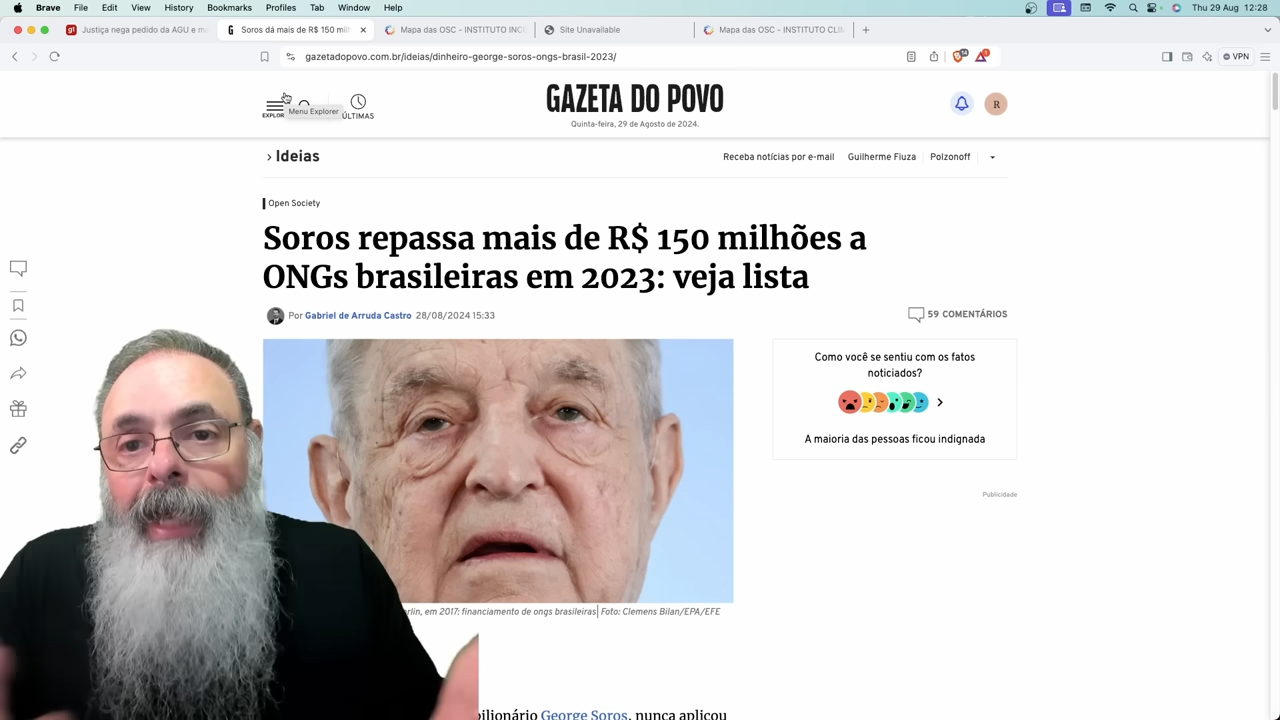 Brave File Edit View History Bookmarks Profiles Tab Window Help
Thu 29 Aug 12:28
g1 Justiça nega pedido da AGU e m
G Soros dá mais de R$ 150 milh
Mapa das OSC - INSTITUTO INC
Site Unavailable
Mapa das OSC - INSTITUTO CLI
gazetadopovo.com.br/ideias/dinheiro-george-soros-ongs-brasil-2023/
VPN
EXPLOR
Menu Explorer
ÚLTIMAS
GAZETA DO POVO
Quinta-feira, 29 de Agosto de 2024.
R
> Ideias
Receba notícias por e-mail Guilherme Fiuza Polzonoff
Open Society
Soros repassa mais de R$ 150 milhões a
ONGs brasileiras em 2023: veja lista
Por Gabriel de Arruda Castro 28/08/2024 15:33
59 COMENTÁRIOS
Como você se sentiu com os fatos
noticiados?
A maioria das pessoas ficou indignada
Publicidade
rlin, em 2017: financiamento de ongs brasileiras| Foto: Clemens Bilan/EPA/EFE
bilionário George Soros, nunca aplicou